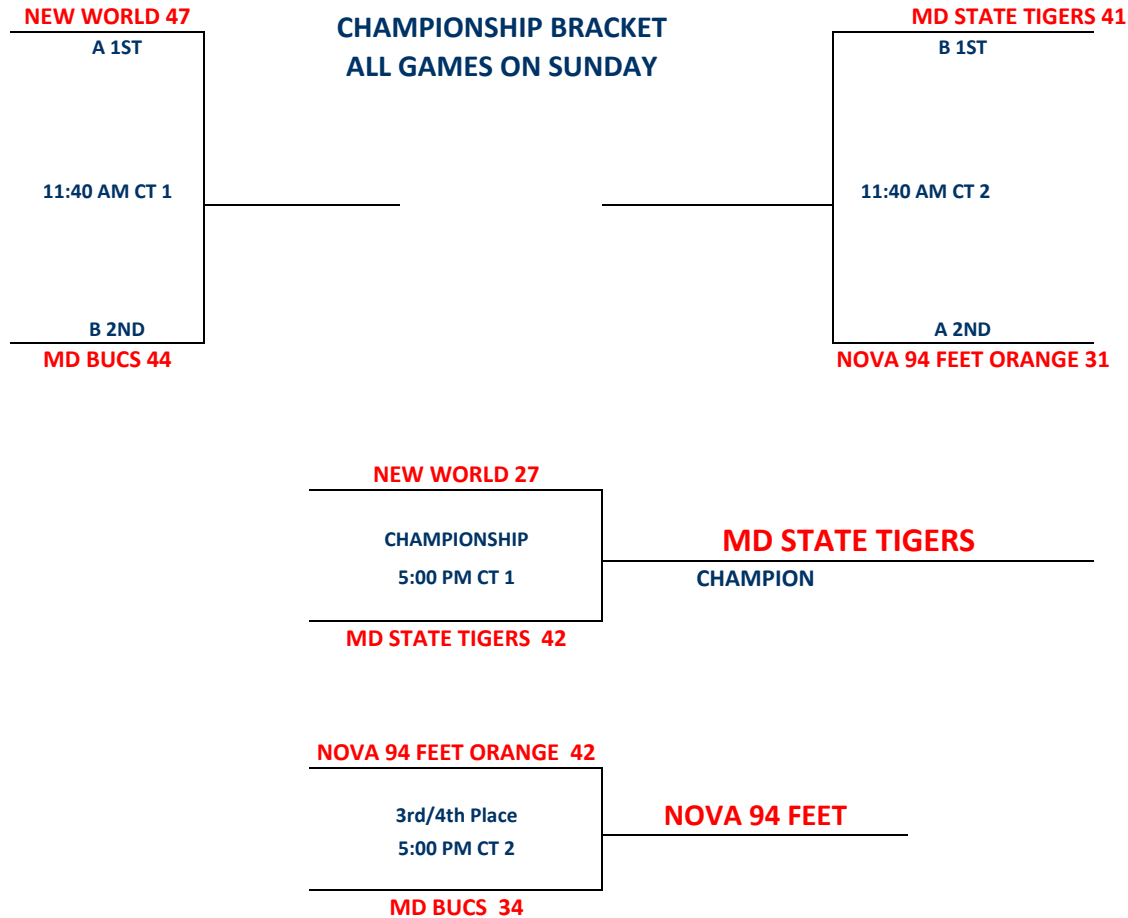 NEW WORLD 47
A 1ST
CHAMPIONSHIP BRACKET
ALL GAMES ON SUNDAY
MD STATE TIGERS 41
B 1ST
11:40 AM CT 1
11:40 AM CT 2
B 2ND
MD BUCS 44
A 2ND
NOVA 94 FEET ORANGE 31
NEW WORLD 27
CHAMPIONSHIP
5:00 PM CT 1
MD STATE TIGERS
CHAMPION
MD STATE TIGERS 42
NOVA 94 FEET ORANGE 42
3rd/4th Place
5:00 PM CT 2
NOVA 94 FEET
MD BUCS 34